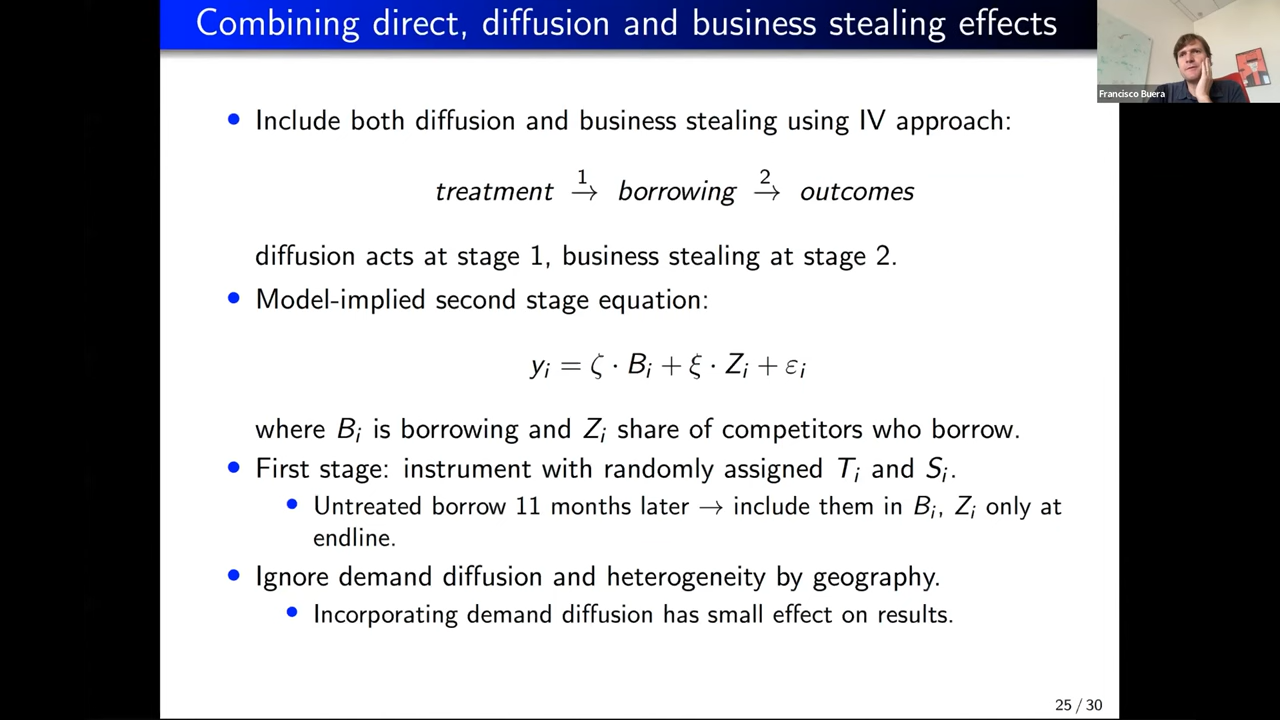 Combining direct, diffusion and business stealing effects
Francisco Buera
• Include both diffusion and business stealing using IV approach:
treatment →¹ borrowing →² outcomes
diffusion acts at stage 1, business stealing at stage 2.
• Model-implied second stage equation:
yᵢ = ζ · Bᵢ + ξ · Zᵢ + εᵢ
where Bᵢ is borrowing and Zᵢ share of competitors who borrow.
• First stage: instrument with randomly assigned Tᵢ and Sᵢ.
• Untreated borrow 11 months later → include them in Bᵢ, Zᵢ only at
endline.
• Ignore demand diffusion and heterogeneity by geography.
• Incorporating demand diffusion has small effect on results.
25 / 30